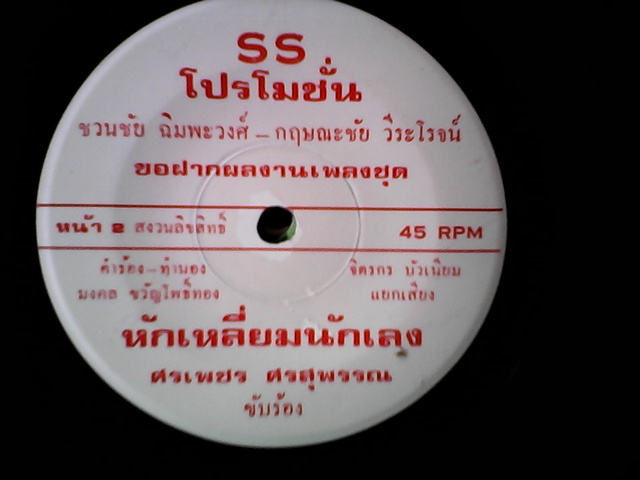 SS
โปรโมชั่น
ชวนชัย ฉิมพะวงศ์ – กฤษณะชัย วีระโรจน์
ขอฝากผลงานเพลงชุด
หน้า 2 สงวนลิขสิทธิ์ 45 RPM
คำร้อง – ทำนอง จิตรกร บัวเนียม
มงคล ขวัญโพธิ์ทอง แยกเสียง
หักเหลี่ยมนักเลง
ศรเพชร ศรสุพรรณ
ขับร้อง